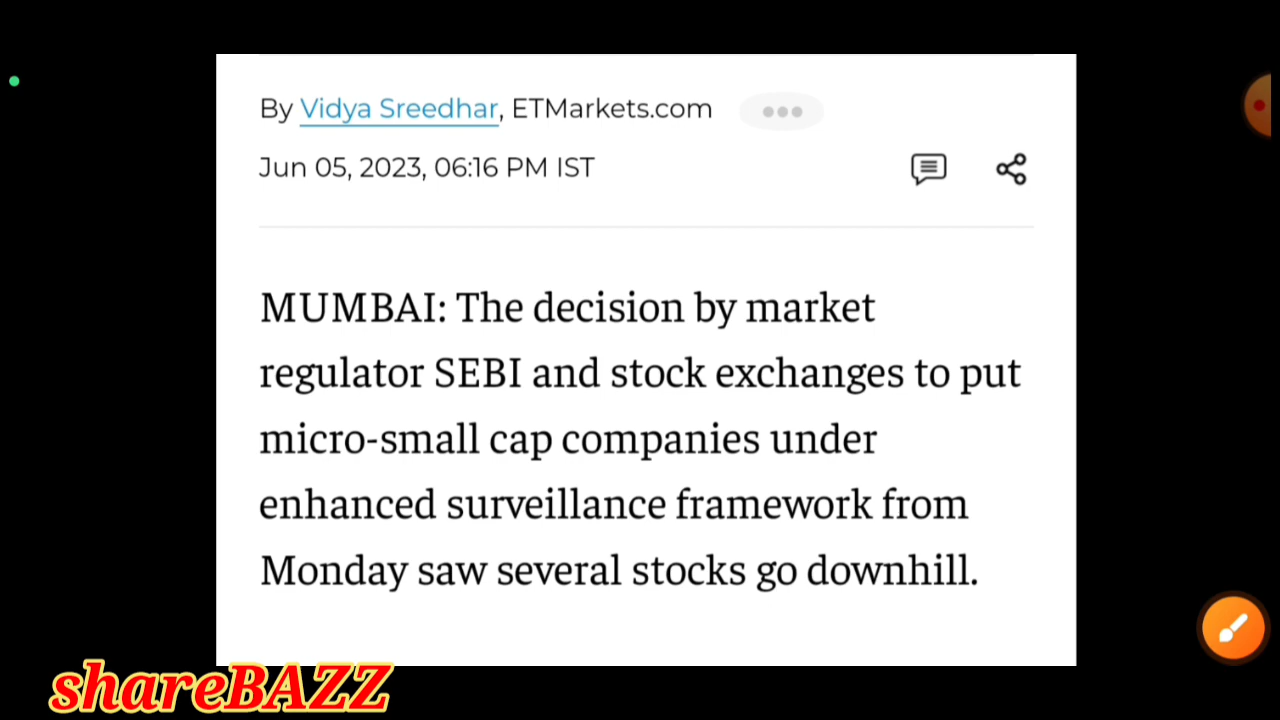 By Vidya Sreedhar, ETMarkets.com
Jun 05, 2023, 06:16 PM IST
MUMBAI: The decision by market
regulator SEBI and stock exchanges to put
micro-small cap companies under
enhanced surveillance framework from
Monday saw several stocks go downhill.
shareBAZZ